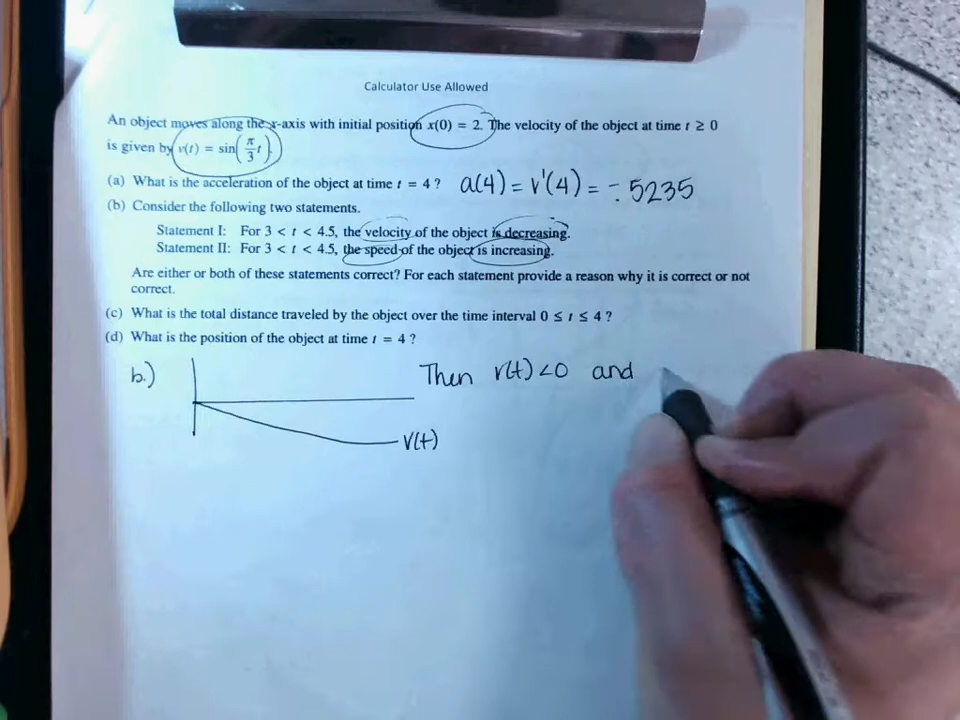 Calculator Use Allowed
An object moves along the x-axis with initial position x(0) = 2. The velocity of the object at time t ≥ 0
is given by v(t) = sin(π/3 t).
(a) What is the acceleration of the object at time t = 4 ? a(4) = v'(4) = -.5235
(b) Consider the following two statements.
Statement I: For 3 < t < 4.5, the velocity of the object is decreasing.
Statement II: For 3 < t < 4.5, the speed of the object is increasing.
Are either or both of these statements correct? For each statement provide a reason why it is correct or not
correct.
(c) What is the total distance traveled by the object over the time interval 0 ≤ t ≤ 4 ?
(d) What is the position of the object at time t = 4 ?
b.) Then v(t) <0 and
v(t)